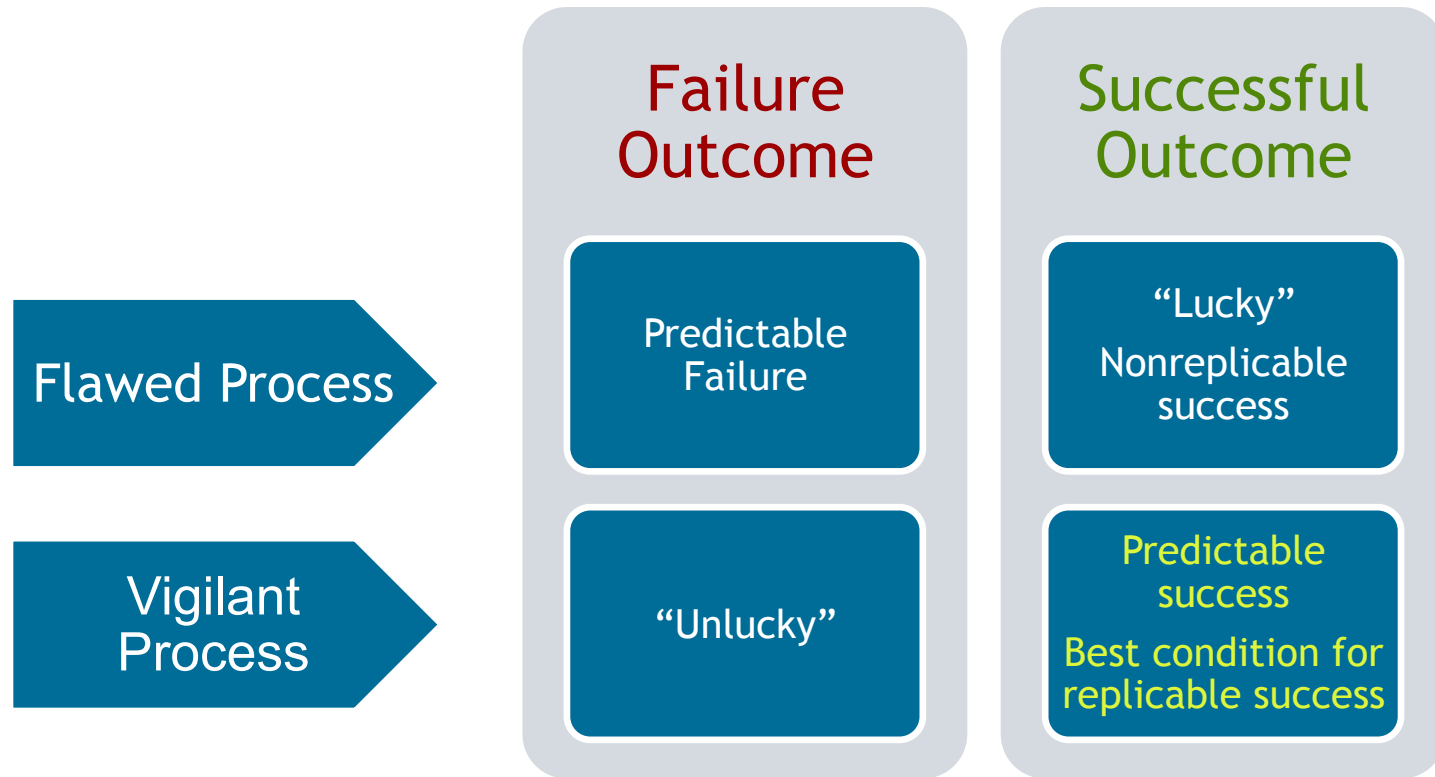 Failure
Outcome
Successful
Outcome
Flawed Process
Predictable
Failure
“Lucky”
Nonreplicable
success
Vigilant
Process
“Unlucky”
Predictable
success
Best condition for
replicable success